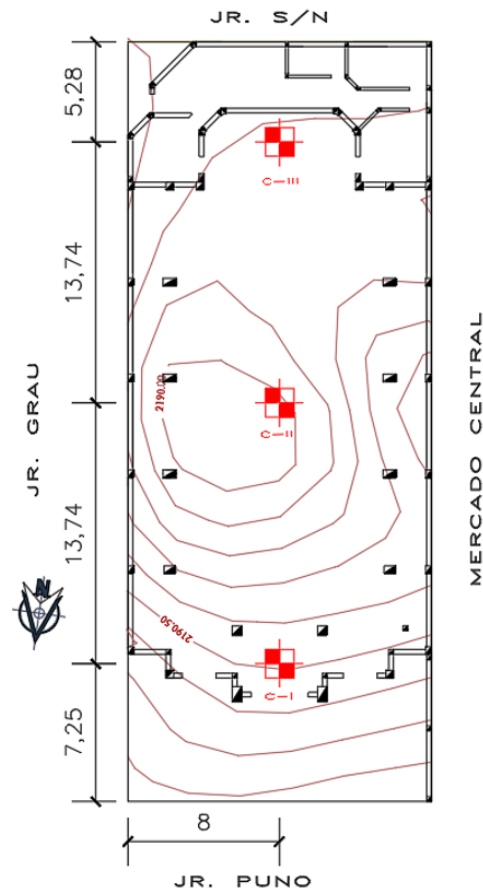 JR. S/N
5,28
C-III
13,74
JR. GRAU
2190.00
C-II
MERCADO CENTRAL
13,74
N
2190.50
C-I
7,25
8
JR. PUNO